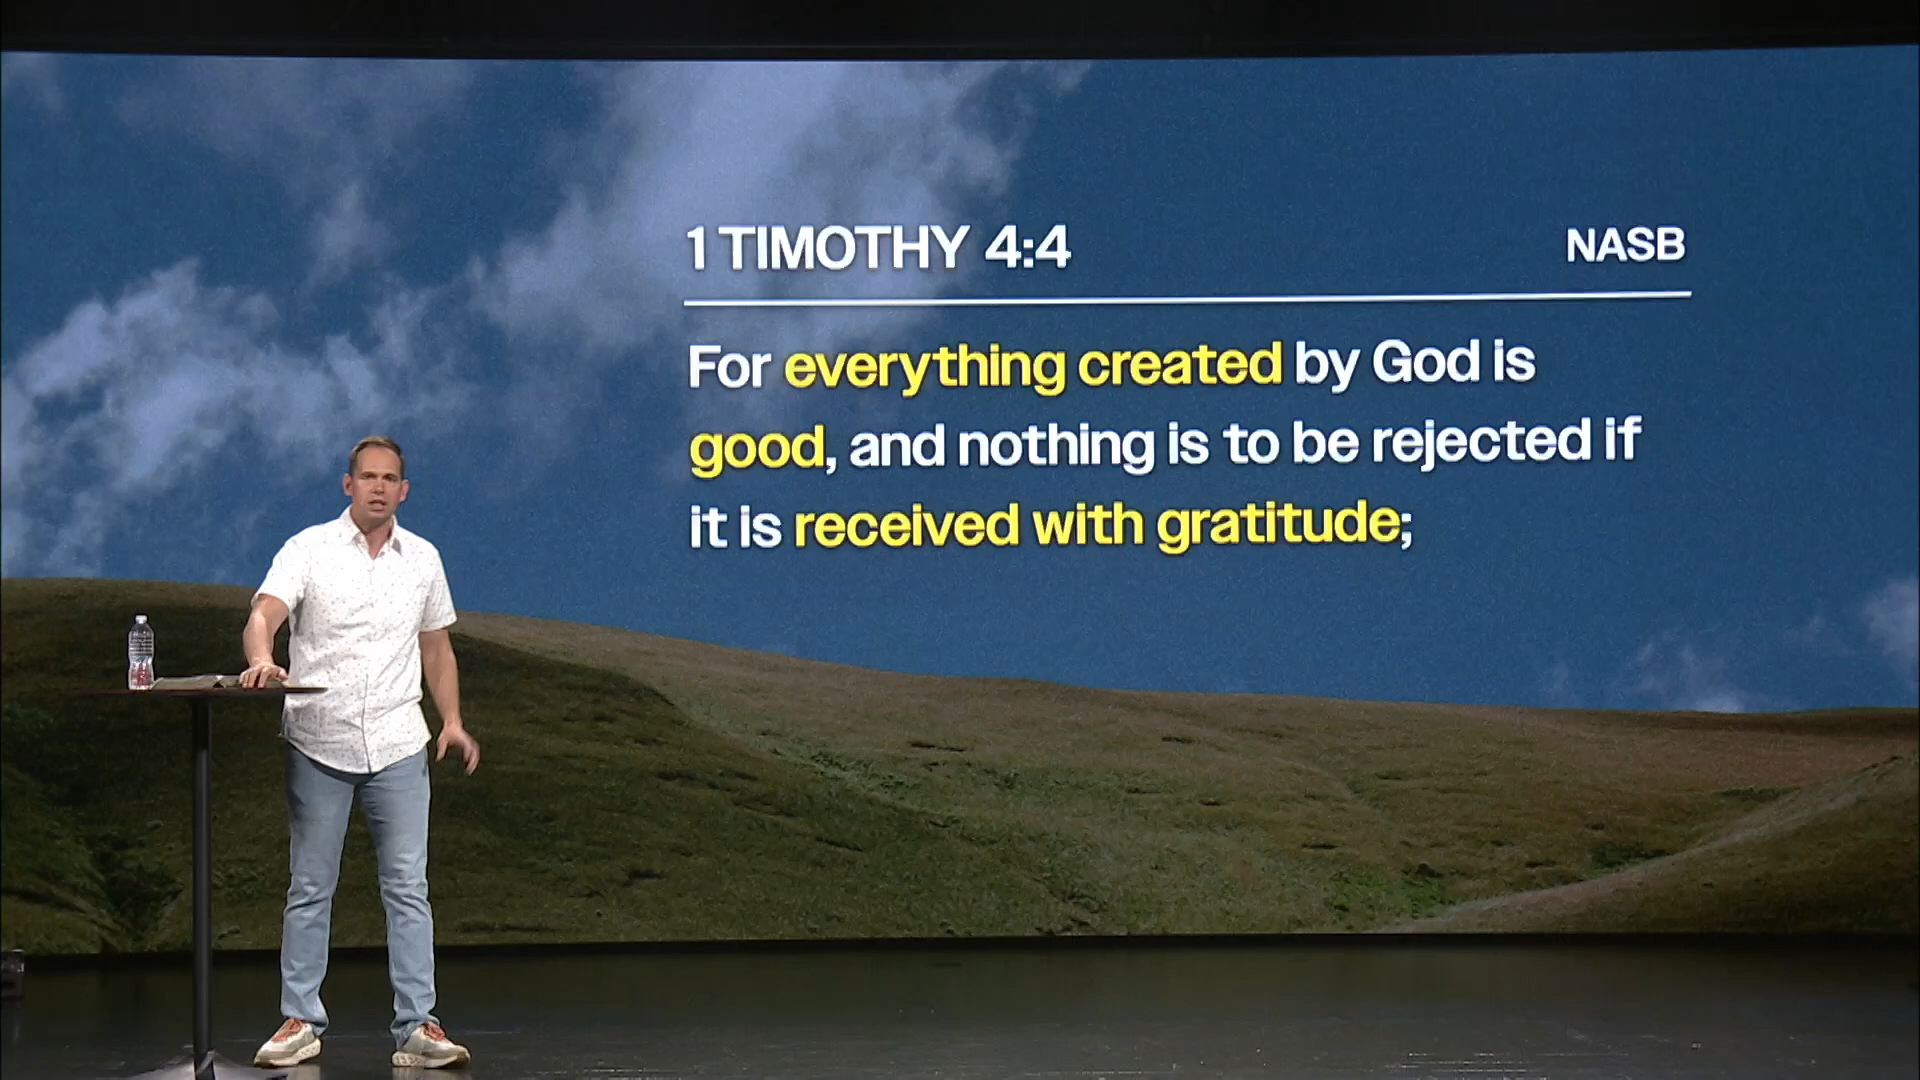 1 TIMOTHY 4:4 NASB
For everything created by God is
good, and nothing is to be rejected if
it is received with gratitude;